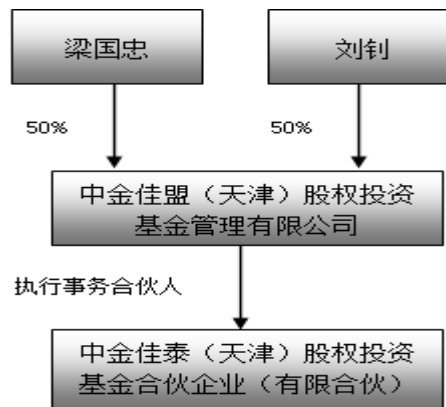 梁国忠
刘钊
50%
50%
中金佳盟（天津）股权投资
基金管理有限公司
执行事务合伙人
中金佳泰（天津）股权投资
基金合伙企业（有限合伙）